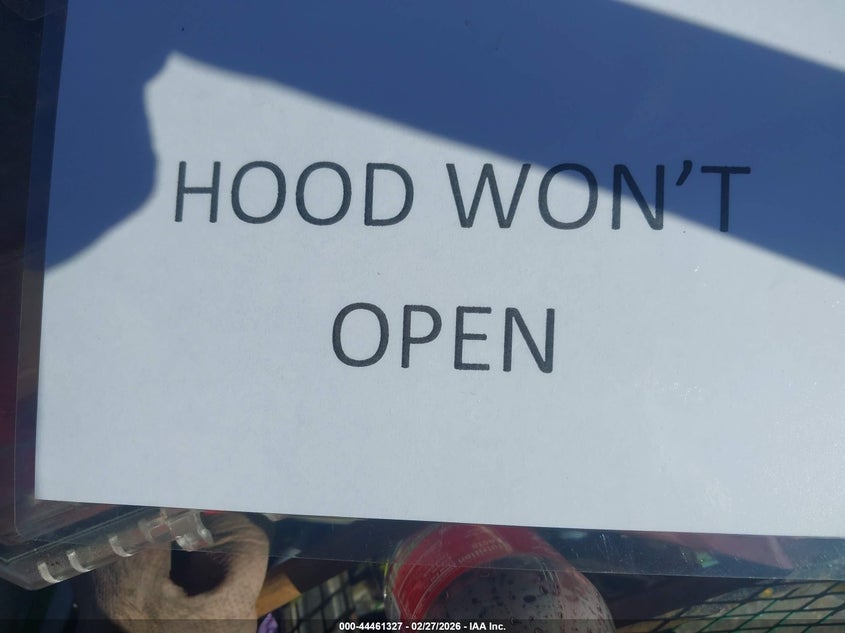 HOOD WON'T
OPEN
000-44461327 - 02/27/2026 - IAA Inc.